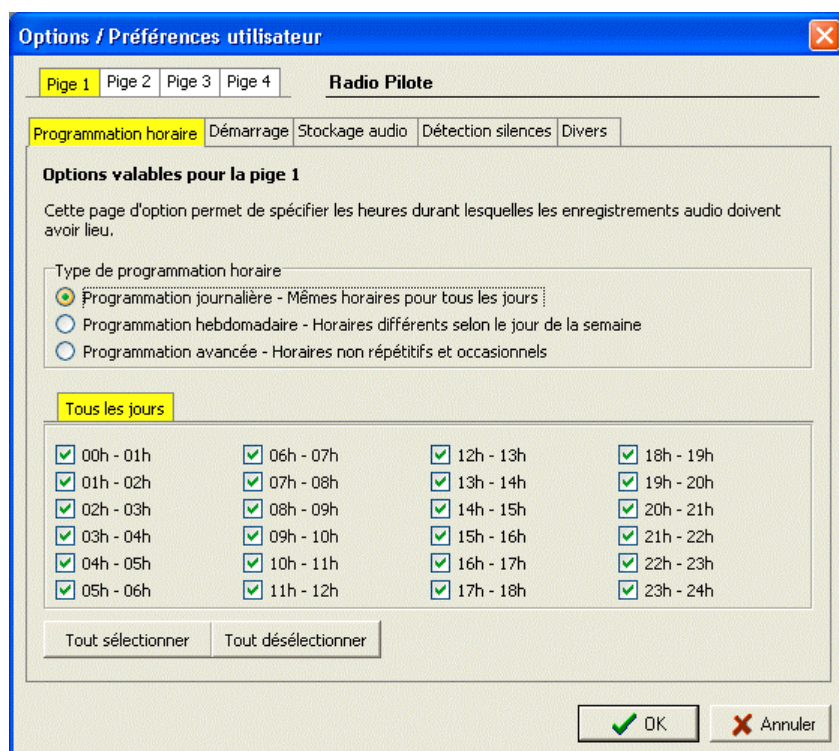 Options / Préférences utilisateur
Pige 1 Pige 2 Pige 3 Pige 4 Radio Pilote
Programmation horaire Démarrage Stockage audio Détection silences Divers
Options valables pour la pige 1
Cette page d'option permet de spécifier les heures durant lesquelles les enregistrements audio doivent
avoir lieu.
Type de programmation horaire
Programmation journalière - Mêmes horaires pour tous les jours
Programmation hebdomadaire - Horaires différents selon le jour de la semaine
Programmation avancée - Horaires non répétitifs et occasionnels
Tous les jours
00h - 01h 06h - 07h 12h - 13h 18h - 19h
01h - 02h 07h - 08h 13h - 14h 19h - 20h
02h - 03h 08h - 09h 14h - 15h 20h - 21h
03h - 04h 09h - 10h 15h - 16h 21h - 22h
04h - 05h 10h - 11h 16h - 17h 22h - 23h
05h - 06h 11h - 12h 17h - 18h 23h - 24h
Tout sélectionner Tout désélectionner
OK Annuler